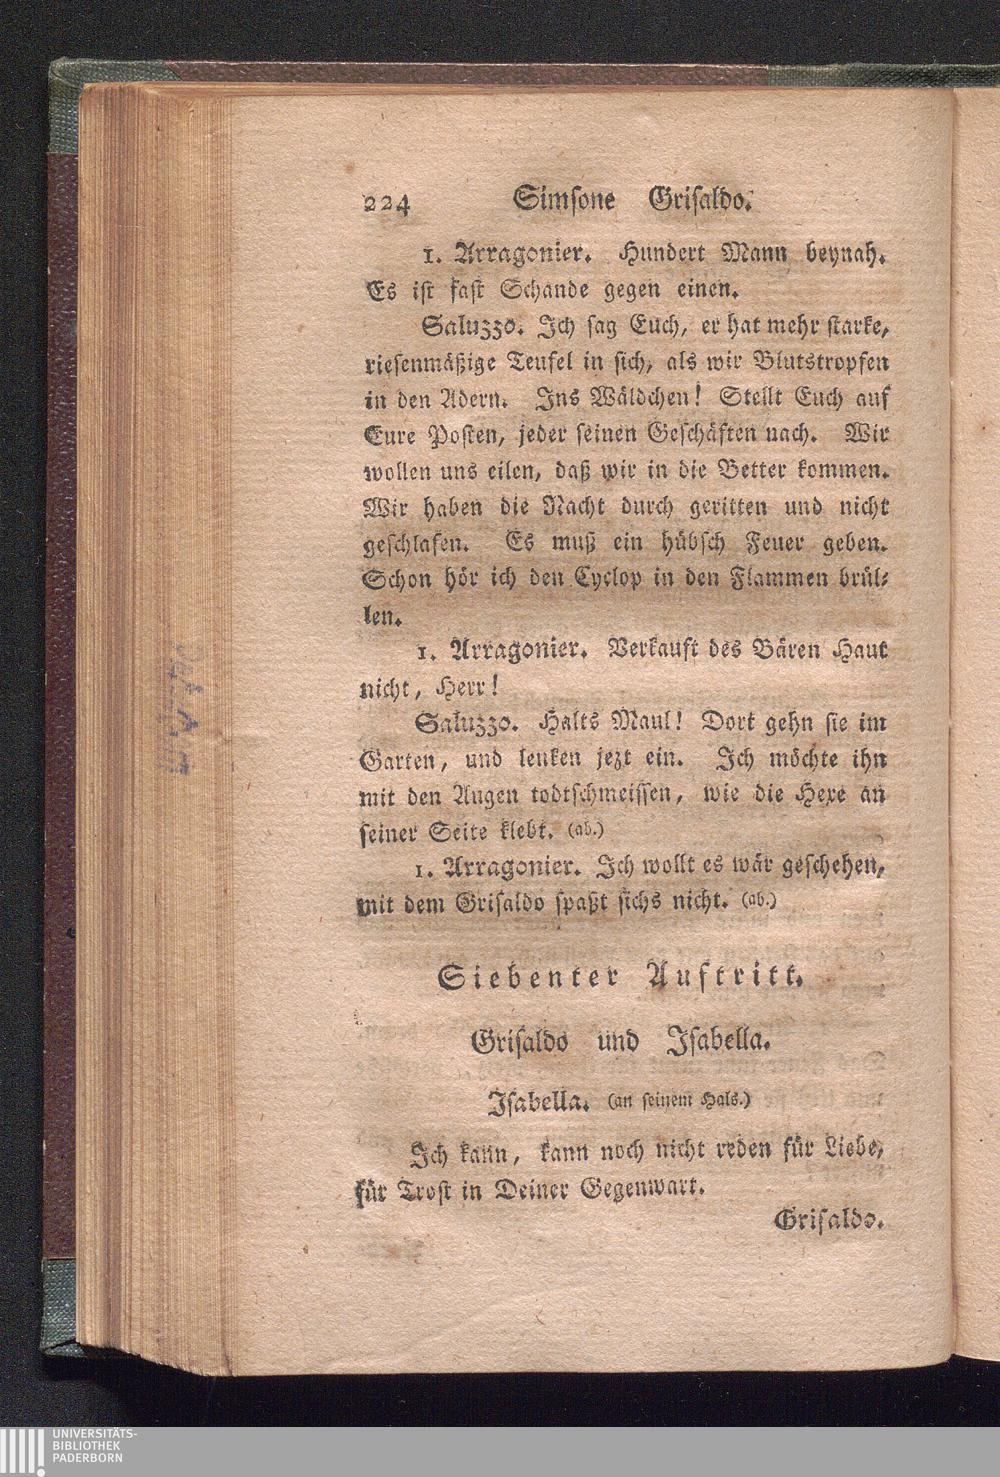 224 Simsone Grisaldo.
1. Arragonier. Hundert Mann beynah.
Es ist fast Schande gegen einen.
Saluzzo. Ich sag Euch, er hat mehr starke,
riesenmäßige Teufel in sich, als wir Blutstropfen
in den Adern. Ins Wäldchen! Stellt Euch auf
Eure Posten, jeder seinen Geschäften nach. Wir
wollen uns eilen, daß wir in die Better kommen.
Wir haben die Nacht durch geritten und nicht
geschlafen. Es muß ein hübsch Feuer geben.
Schon hör ich den Cyclop in den Flammen brül-
len.
1. Arragonier. Verkauft des Bären Haut
nicht, Herr!
Saluzzo. Halts Maul! Dort gehn sie im
Garten, und lenken jezt ein. Ich möchte ihn
mit den Augen todtschmeissen, wie die Hexe an
seiner Seite klebt. (ab.)
1. Arragonier. Ich wollt es wär geschehen,
mit dem Grisaldo spaßt sichs nicht. (ab.)
Siebenter Auftritt.
Grisaldo und Isabella.
Isabella. (an seinem Hals.)
Ich kann, kann noch nicht reden für Liebe,
für Trost in Deiner Gegenwart.
Grisaldo.
UNIVERSITÄTS-
BIBLIOTHEK
PADERBORN